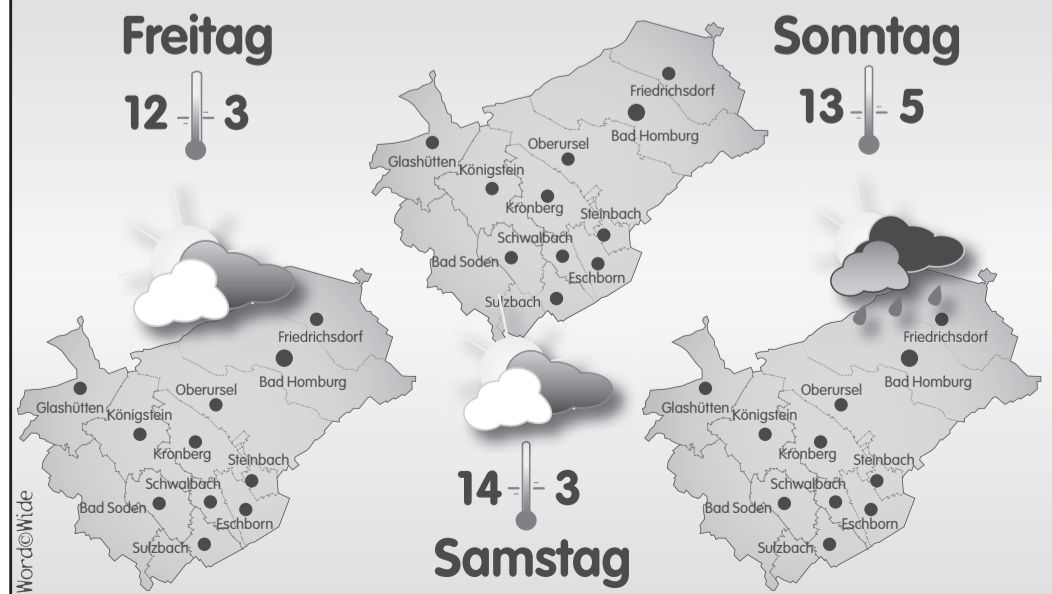 Freitag
12 3
Friedrichsdorf
Bad Homburg
Oberursel
Glashütten
Königstein
Kronberg
Steinbach
Schwalbach
Bad Soden
Eschborn
Sulzbach
Friedrichsdorf
Bad Homburg
Oberursel
Glashütten
Königstein
Kronberg
Steinbach
Schwalbach
Bad Soden
Eschborn
Sulzbach
14 3
Samstag
Sonntag
13 5
Friedrichsdorf
Bad Homburg
Oberursel
Glashütten
Königstein
Kronberg
Steinbach
Schwalbach
Bad Soden
Eschborn
Sulzbach
Word©Wide